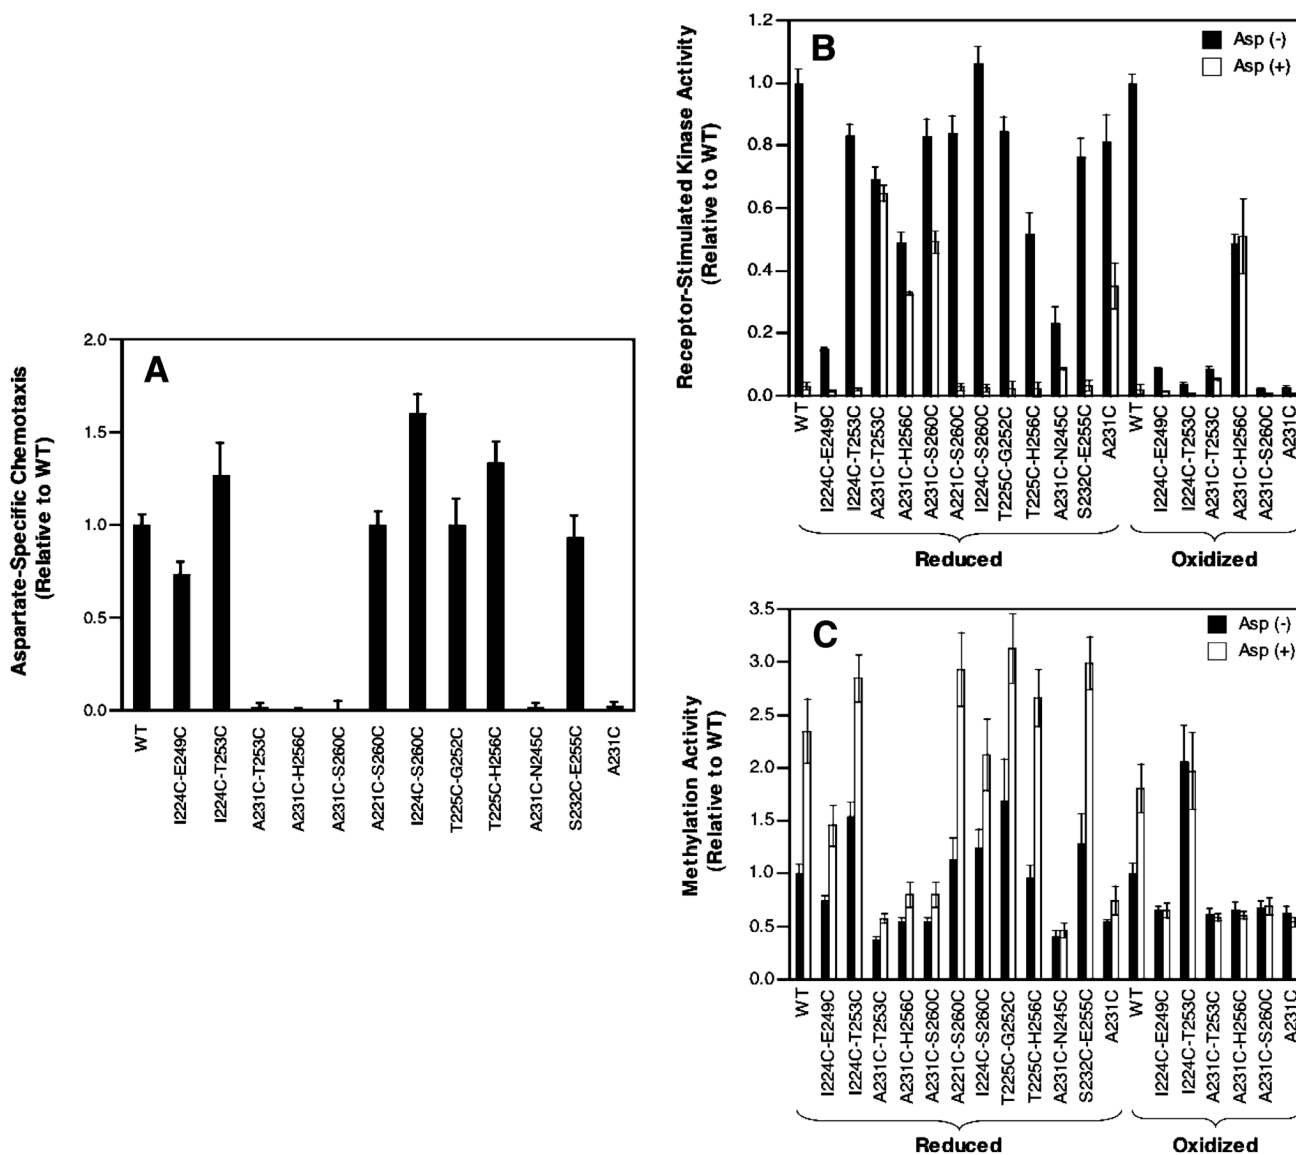 A
Aspartate-Specific Chemotaxis
(Relative to WT)
2.0
1.5
1.0
0.5
0.0
WT
I224C-E249C
I224C-T253C
A231C-T253C
A231C-H256C
A231C-S260C
A221C-S260C
I224C-S260C
T225C-G252C
T225C-H256C
A231C-N245C
S232C-E255C
A231C
B
Receptor-Stimulated Kinase Activity
(Relative to WT)
1.2
1.0
0.8
0.6
0.4
0.2
0.0
Asp (-)
Asp (+)
WT
I224C-E249C
I224C-T253C
A231C-T253C
A231C-H256C
A231C-S260C
A221C-S260C
I224C-S260C
T225C-G252C
T225C-H256C
A231C-N245C
S232C-E255C
A231C
WT
I224C-E249C
I224C-T253C
A231C-T253C
A231C-H256C
A231C-S260C
A231C
Reduced
Oxidized
C
Methylation Activity
(Relative to WT)
3.5
3.0
2.5
2.0
1.5
1.0
0.5
0.0
Asp (-)
Asp (+)
WT
I224C-E249C
I224C-T253C
A231C-T253C
A231C-H256C
A231C-S260C
A221C-S260C
I224C-S260C
T225C-G252C
T225C-H256C
A231C-N245C
S232C-E255C
A231C
WT
I224C-E249C
I224C-T253C
A231C-T253C
A231C-H256C
A231C-S260C
A231C
Reduced
Oxidized